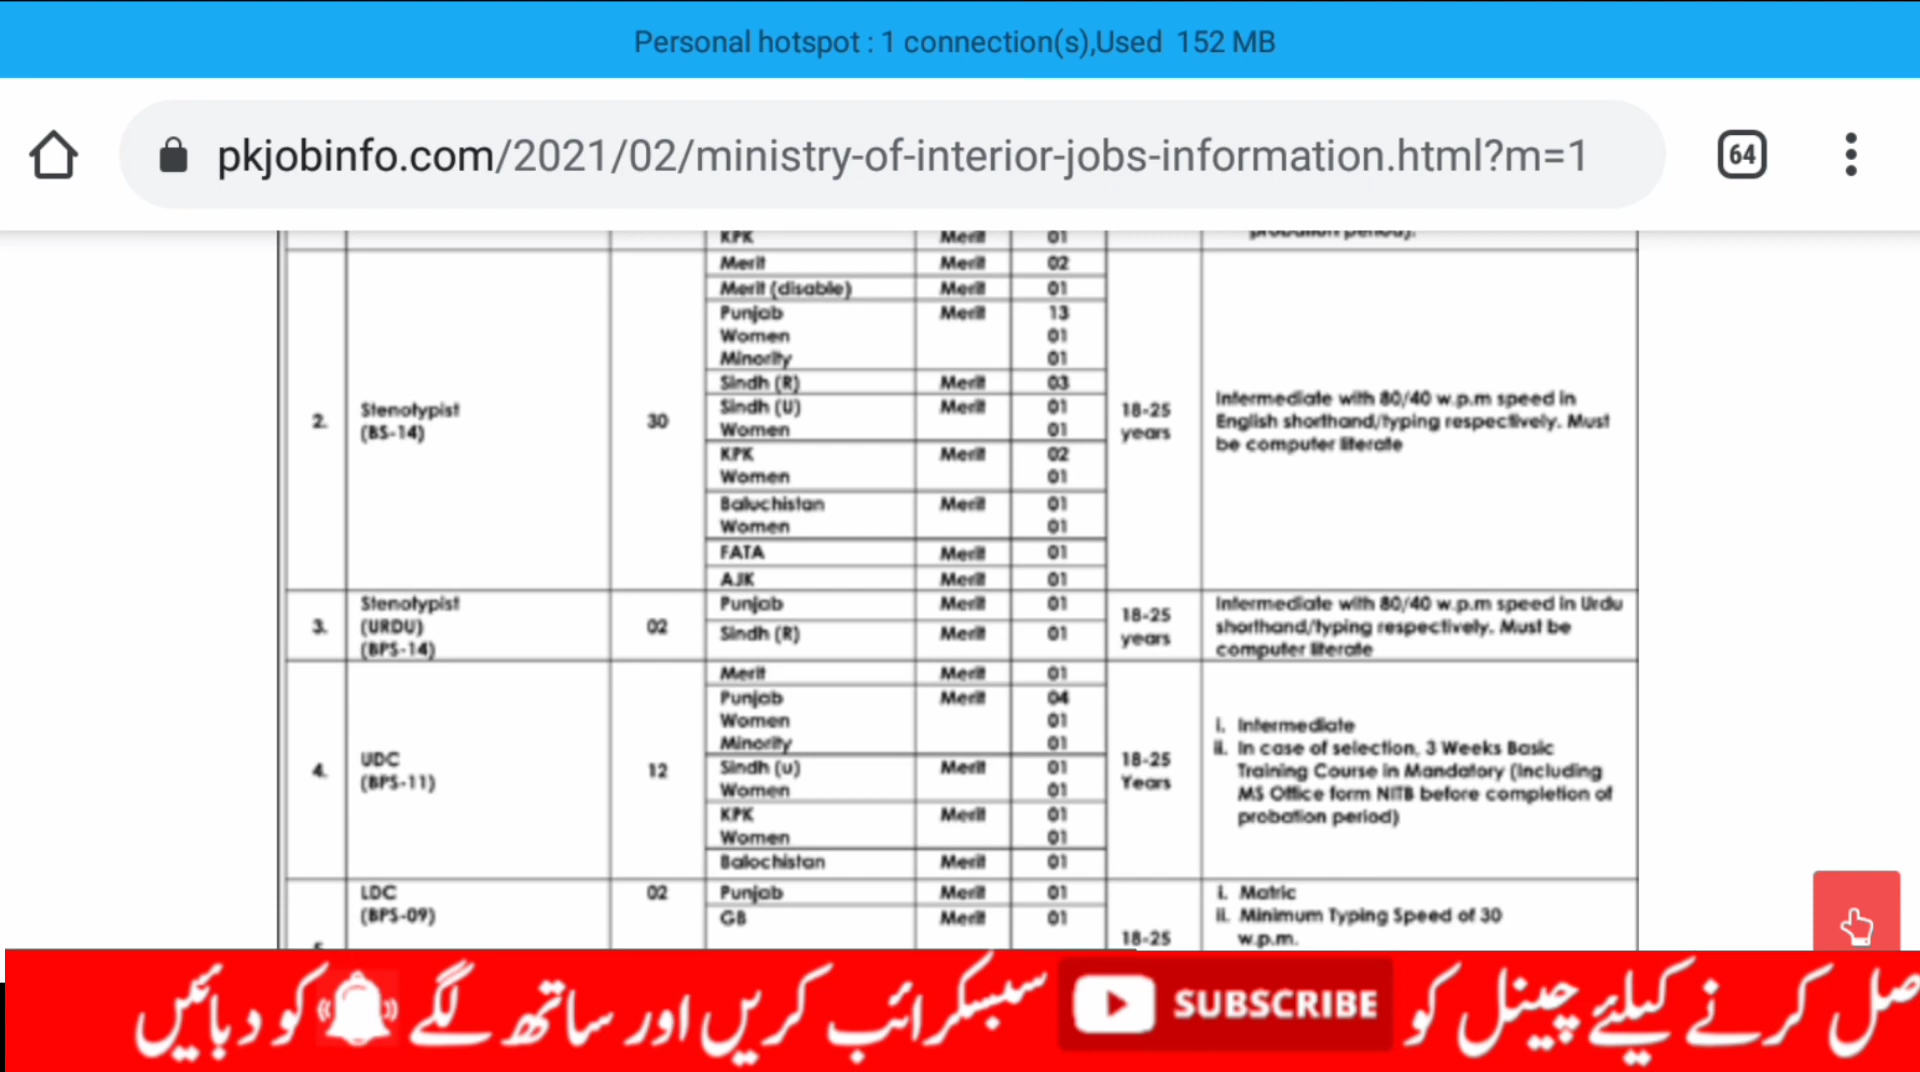 Personal hotspot : 1 connection(s),Used 152 MB
pkjobinfo.com/2021/02/ministry-of-interior-jobs-information.html?m=1
64
KPK Merit 01
probation period).
2. Stenotypist (BS-14) 30
Merit Merit 02
Merit (disable) Merit 01
Punjab Merit 13
Women 01
Minority 01
Sindh (R) Merit 03
Sindh (U) Merit 01
Women 01
KPK Merit 02
Women 01
Baluchistan Merit 01
Women 01
FATA Merit 01
AJK Merit 01
18-25
years
Intermediate with 80/40 w.p.m speed in
English shorthand/typing respectively. Must
be computer literate
3. Stenotypist
(URDU)
(BPS-14)
02
Punjab Merit 01
Sindh (R) Merit 01
18-25
years
Intermediate with 80/40 w.p.m speed in Urdu
shorthand/typing respectively. Must be
computer literate
4. UDC
(BPS-11)
12
Merit Merit 01
Punjab Merit 04
Women 01
Minority 01
Sindh (u) Merit 01
Women 01
KPK Merit 01
Women 01
Balochistan Merit 01
18-25
Years
i. Intermediate
ii. In case of selection, 3 Weeks Basic
Training Course in Mandatory (Including
MS Office form NITB before completion of
probation period)
LDC
(BPS-09)
02
Punjab Merit 01
GB Merit 01
18-25
i. Matric
ii. Minimum Typing Speed of 30
w.p.m.
صل کرنے کیلئے چینل کو SUBSCRIBE سبسکرائب کریں اور ساتھ لگے کو دبائیں